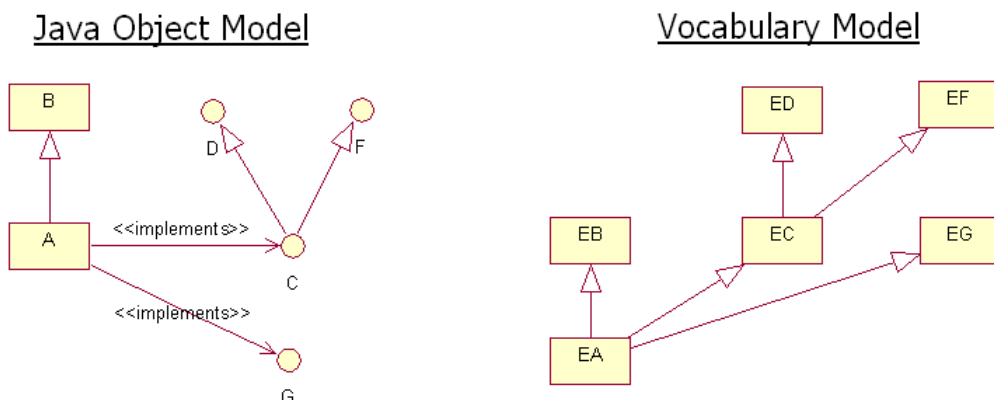 Java Object Model
Vocabulary Model
B
D
F
A
<<implements>>
C
<<implements>>
G
ED
EF
EB
EC
EG
EA